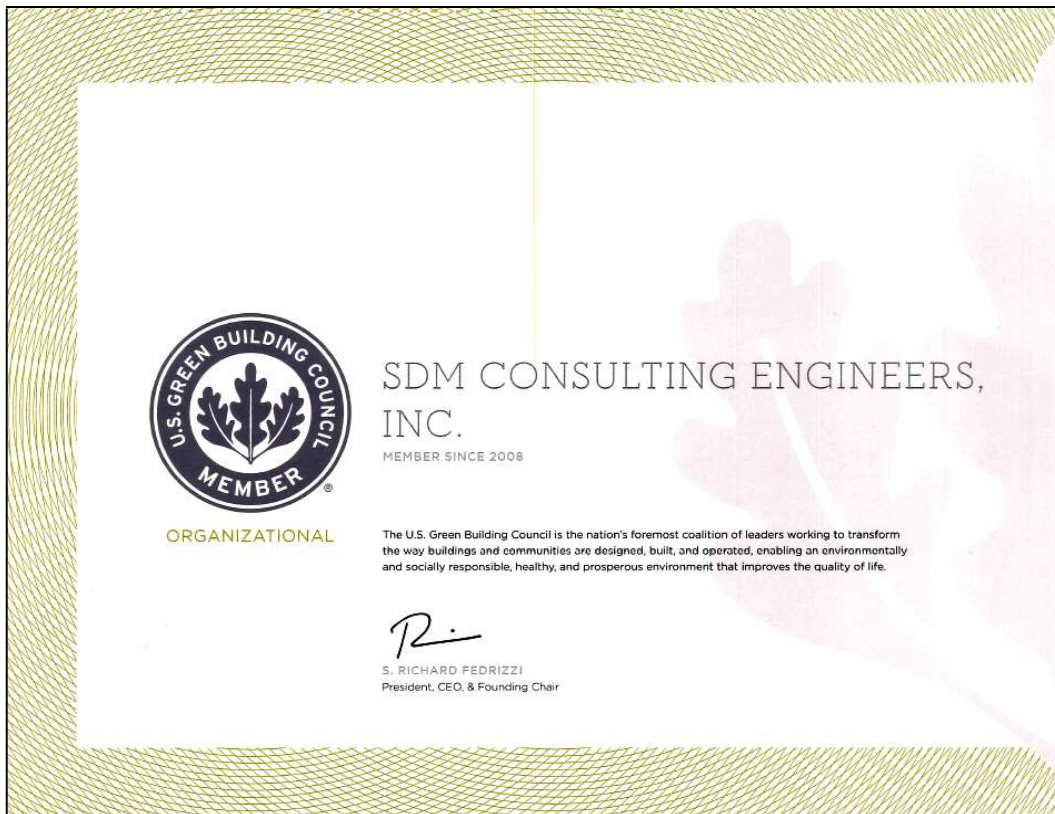 U.S. GREEN BUILDING COUNCIL
MEMBER
®
ORGANIZATIONAL
SDM CONSULTING ENGINEERS,
INC.
MEMBER SINCE 2008
The U.S. Green Building Council is the nation's foremost coalition of leaders working to transform
the way buildings and communities are designed, built, and operated, enabling an environmentally
and socially responsible, healthy, and prosperous environment that improves the quality of life.
S. RICHARD FEDRIZZI
President, CEO, & Founding Chair